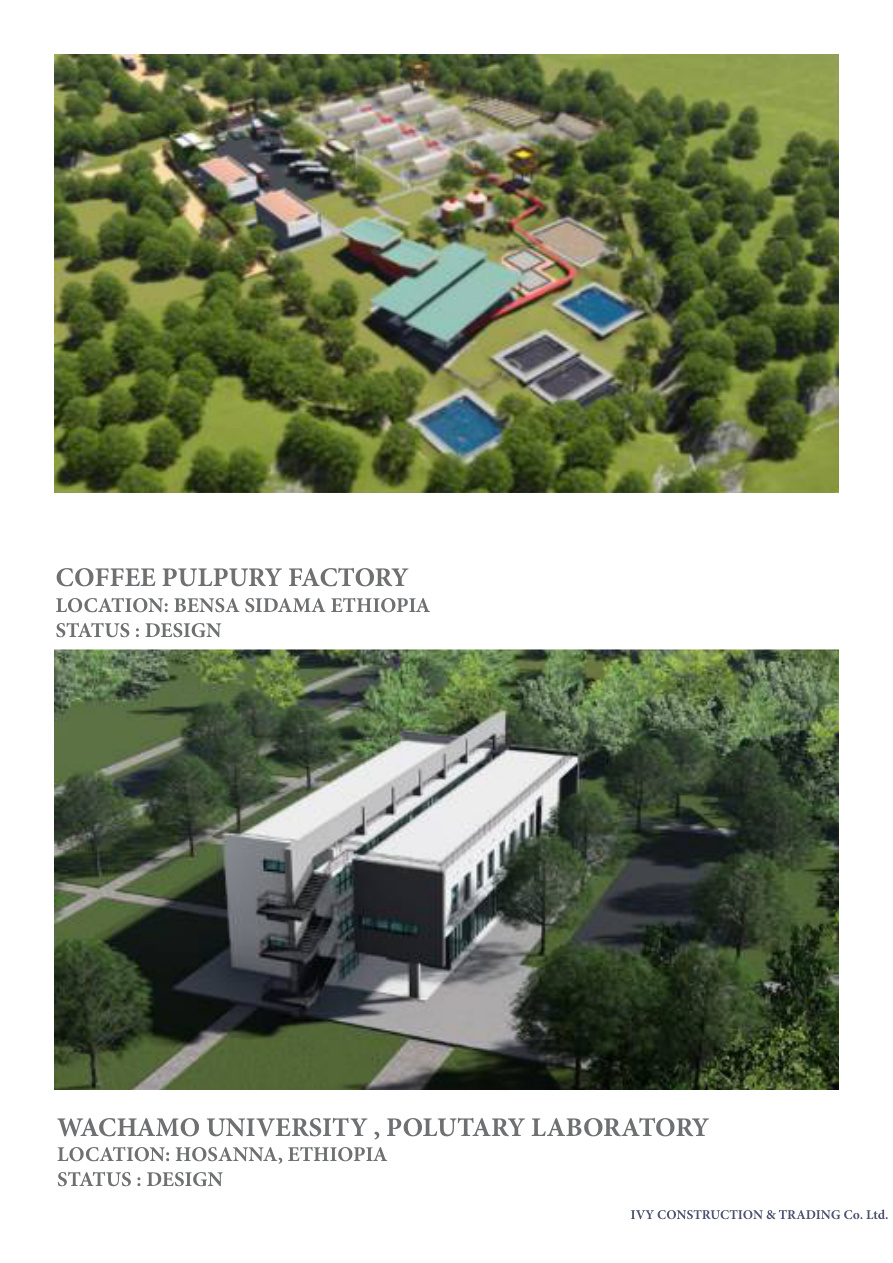 COFFEE PULPURY FACTORY
LOCATION: BENSA SIDAMA ETHIOPIA
STATUS : DESIGN
WACHAMO UNIVERSITY , POLUTARY LABORATORY
LOCATION: HOSANNA, ETHIOPIA
STATUS : DESIGN
IVY CONSTRUCTION & TRADING Co. Ltd.